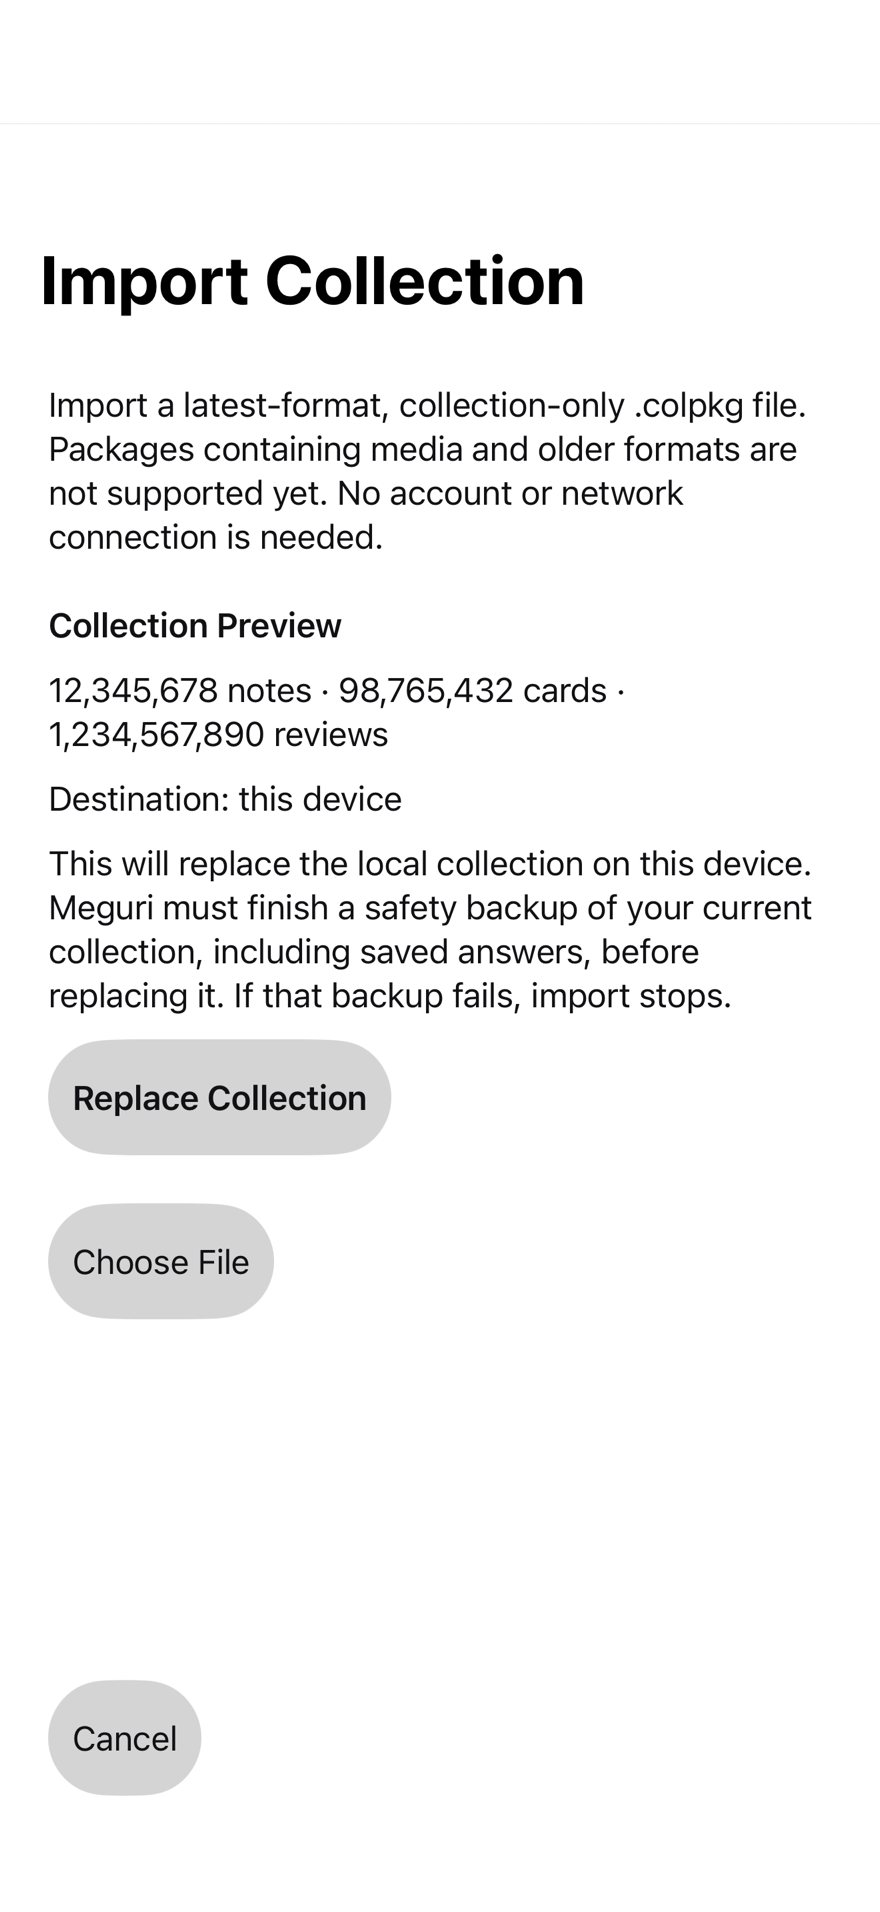 Import Collection
Import a latest-format, collection-only .colpkg file.
Packages containing media and older formats are
not supported yet. No account or network
connection is needed.
Collection Preview
12,345,678 notes · 98,765,432 cards ·
1,234,567,890 reviews
Destination: this device
This will replace the local collection on this device.
Meguri must finish a safety backup of your current
collection, including saved answers, before
replacing it. If that backup fails, import stops.
Replace Collection
Choose File
Cancel